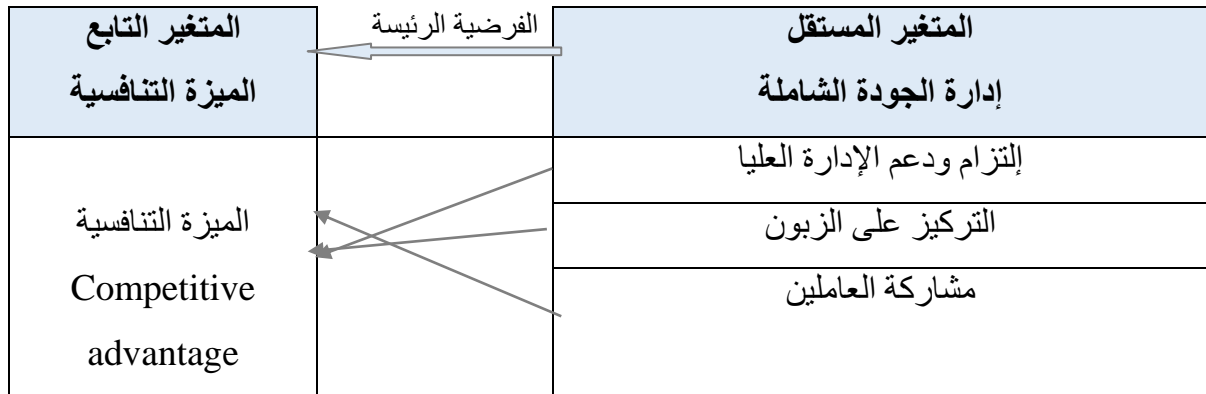 المتغير المستقل
إدارة الجودة الشاملة
الفرضية الرئيسة
المتغير التابع
الميزة التنافسية
إلتزام ودعم الإدارة العليا
التركيز على الزبون
مشاركة العاملين
الميزة التنافسية
Competitive
advantage